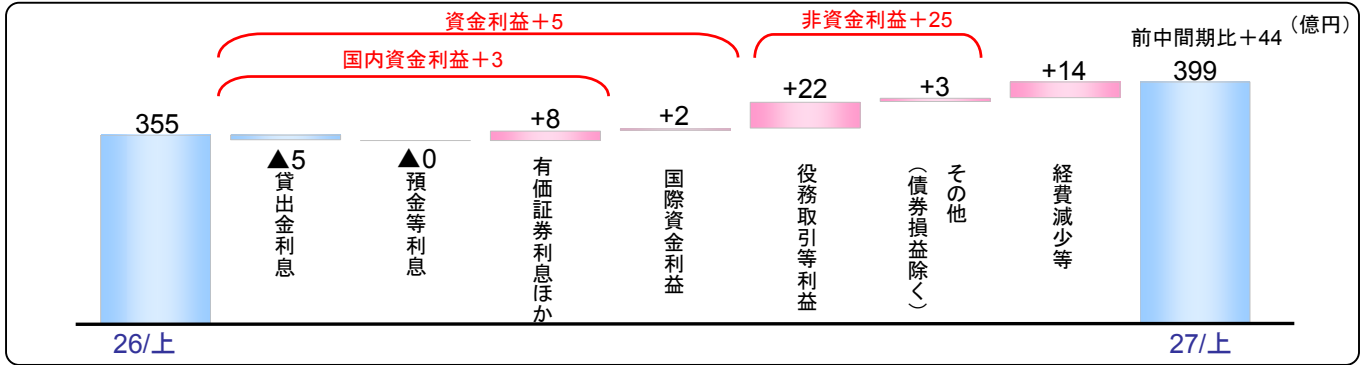 資金利益＋5
非資金利益＋25
（億円）
前中間期比＋44
国内資金利益＋3
355
▲5
▲0
+8
+2
+22
+3
+14
399
貸出金利息
預金等利息
有価証券利息ほか
国際資金利益
役務取引等利益
その他
（債券損益除く）
経費減少等
26/上
27/上